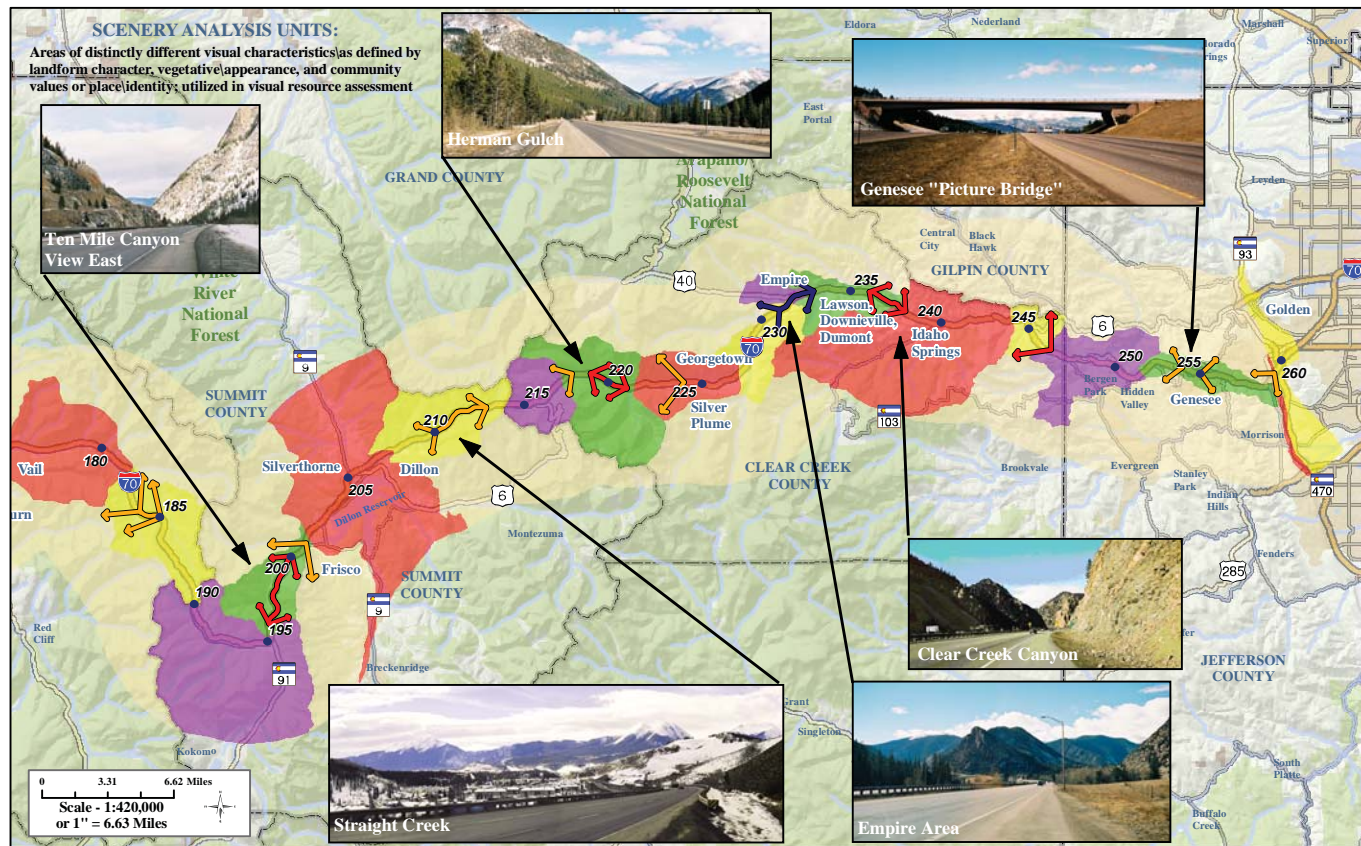 SCENERY ANALYSIS UNITS:
Areas of distinctly different visual characteristics\as defined by
landform character, vegetative\appearance, and community
values or place\identity; utilized in visual resource assessment
Ten Mile Canyon
View East
Herman Gulch
Genesee "Picture Bridge"
Eldora
Nederland
Marshall
Superior
East
Portal
Leyden
GRAND COUNTY
Roosevelt
National
Forest
White
River
National
Forest
Central
City
Black
Hawk
GILPIN COUNTY
93
70
40
Empire
235
Lawson,
Downieville,
Dumont
240
Idaho
Springs
245
6
Golden
230
70
250
255
260
Bergen
Park
Hidden
Valley
Genesee
Georgetown
220
225
Silver
Plume
215
9
SUMMIT
COUNTY
210
103
Morrison
180
Vail
70
Silverthorne
Dillon
205
Dillon Reservoir
6
CLEAR CREEK
COUNTY
Brookvale
Evergreen
Stanley
Park
Indian
Hills
470
urn
185
Montezuma
200
Frisco
SUMMIT
COUNTY
285
Fenders
190
9
195
Red
Cliff
91
Breckenridge
Clear Creek Canyon
fer
JEFFERSON
COUNTY
Kokomo
Grant
Singleton
South
Platte
Buffalo
Creek
0 3.31 6.62 Miles
Scale - 1:420,000
or 1" = 6.63 Miles
Straight Creek
Empire Area